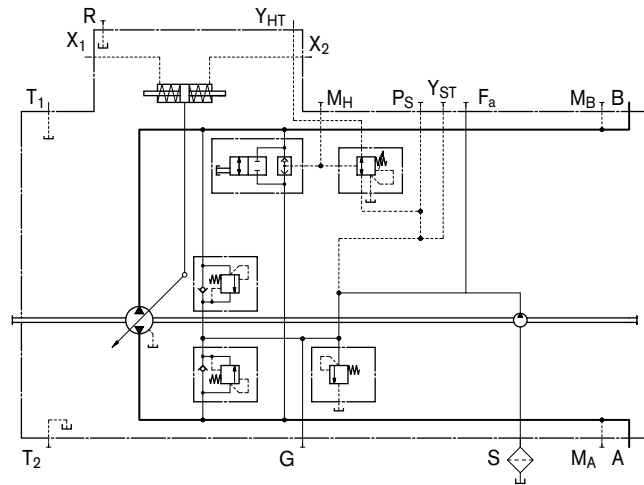 R Y_HT
X_1 X_2
T_1 M_H P_S Y_ST F_a M_B B
T_2 G S M_A A